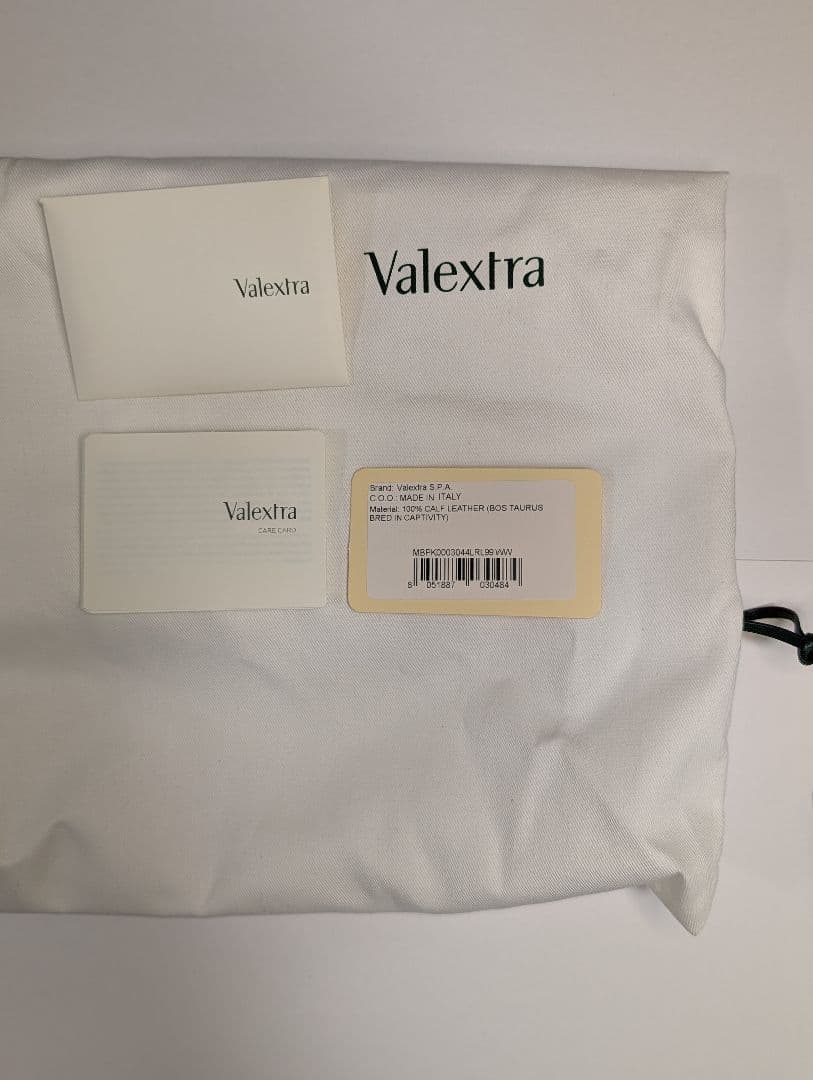 Valextra
Valextra
Valextra
CARE CARD
Brand: Valextra S.P.A.
C.O.O.: MADE IN ITALY
Material: 100% CALF LEATHER (BOS TAURUS
BRED IN CAPTIVITY)
MBPK0003044LRL99WW
8 051887 030484